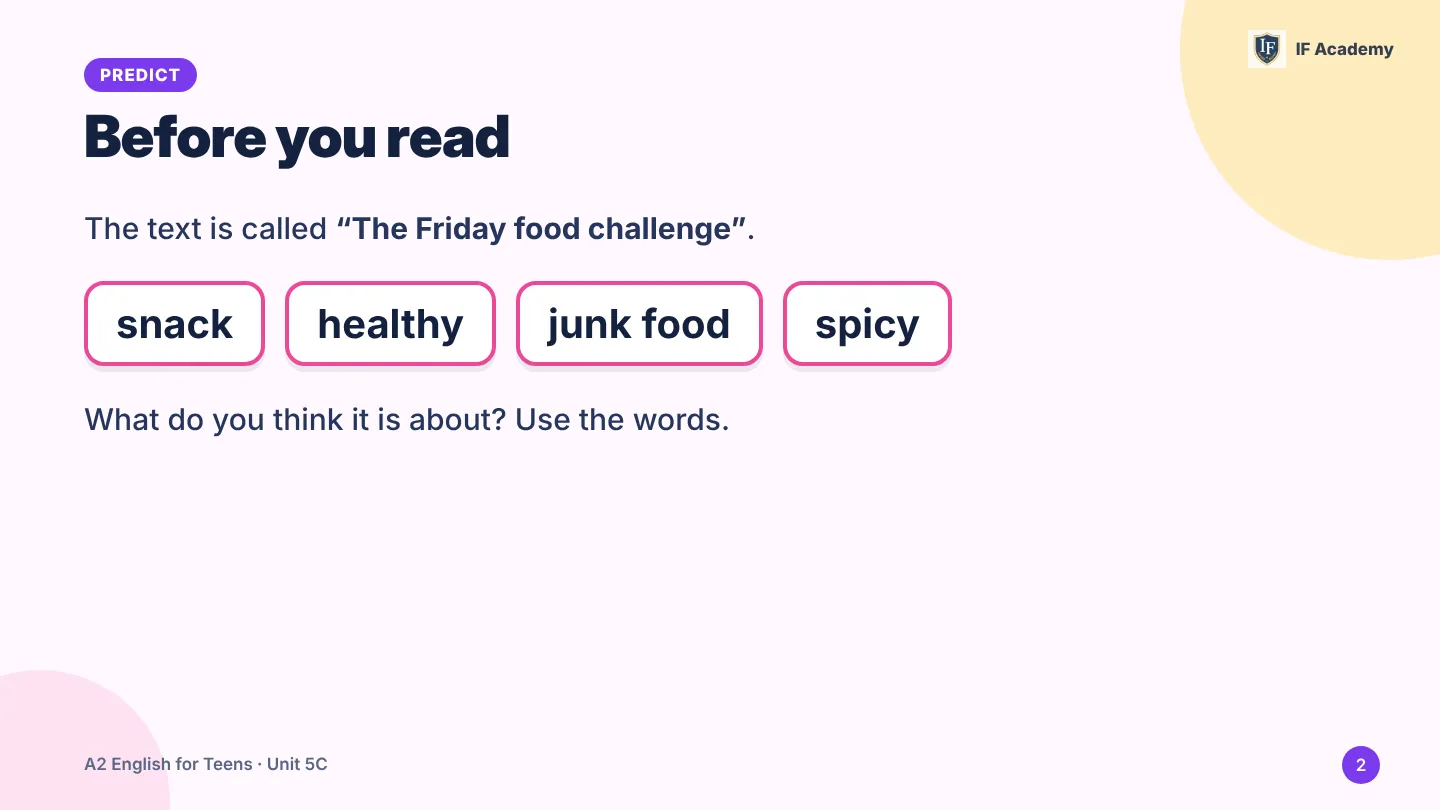 IF IF Academy
PREDICT
Before you read
The text is called “The Friday food challenge”.
snack healthy junk food spicy
What do you think it is about? Use the words.
A2 English for Teens · Unit 5C
2